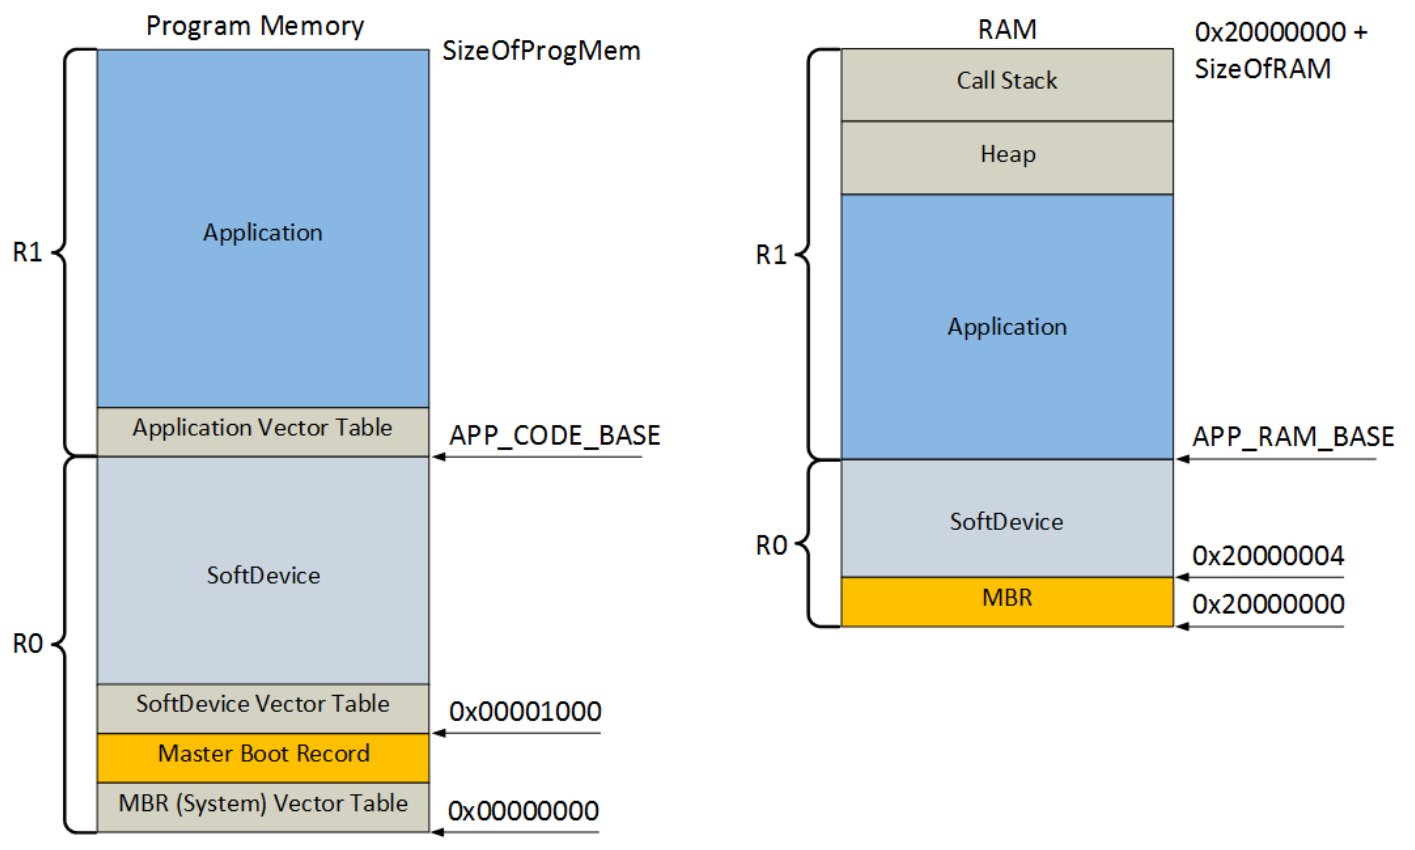 Program Memory
SizeOfProgMem
Application
R1
Application Vector Table
APP_CODE_BASE
SoftDevice
R0
SoftDevice Vector Table
0x00001000
Master Boot Record
MBR (System) Vector Table
0x00000000
RAM
0x20000000 +
SizeOfRAM
Call Stack
Heap
R1
Application
APP_RAM_BASE
SoftDevice
R0
0x20000004
MBR
0x20000000